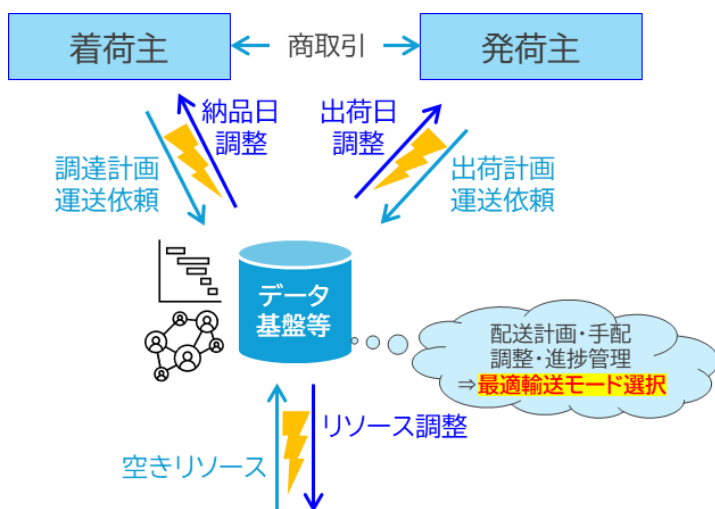 着荷主
商取引
発荷主
納品日
調整
出荷日
調整
調達計画
運送依頼
出荷計画
運送依頼
データ
基盤等
配送計画・手配
調整・進捗管理
⇒最適輸送モード選択
リソース調整
空きリソース